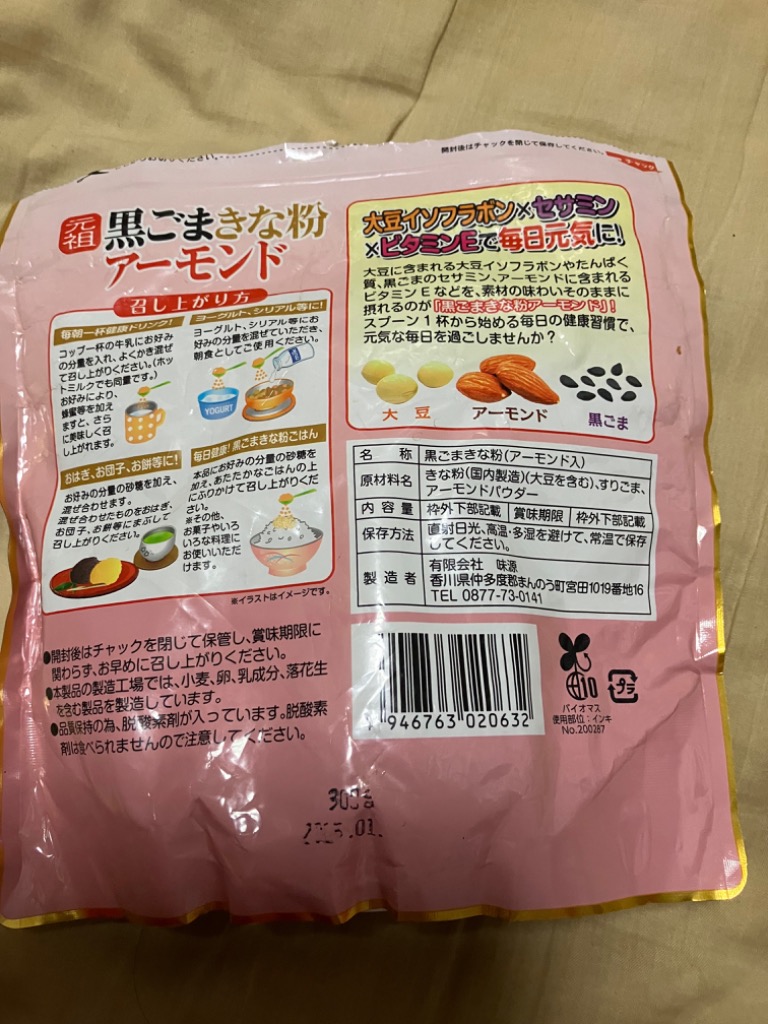 開封後はチャックを閉じて保存してください。
チャック
元祖
黒ごまきな粉
アーモンド
召し上がり方
毎朝一杯健康ドリンク!
コップ一杯の牛乳にお好み
の分量を入れ、よくかき混ぜ
て召し上がりください。(ホッ
トミルクでも同量です。)
お好みにより、
蜂蜜等を加え
ますと、さら
に美味しく召
し上がれます。
ヨーグルト、シリアル等に!
ヨーグルト、シリアル等にお
好みの分量を混ぜていただき、
朝食としてご使用ください。
YOGURT
おはぎ、お団子、お餅等に!
お好みの分量の砂糖を加え、
混ぜ合わせます。
混ぜ合わせたものをおはぎ、
お団子、お餅等にまぶして
召し上がりください。
毎日健康!黒ごまきな粉ごはん
本品にお好みの分量の砂糖を
加え、あたたかなごはんの上
にふりかけて召し上がりくだ
さい。
※その他、
お菓子やいろ
いろな料理に
お使いいただ
けます。
※イラストはイメージです。
大豆イソフラボン×セサミン
×ビタミンEで毎日元気に!
大豆に含まれる大豆イソフラボンやたんぱく
質、黒ごまのセサミン、アーモンドに含まれる
ビタミンEなどを、素材の味わいそのままに
摂れるのが「黒ごまきな粉アーモンド」!
スプーン1杯から始める毎日の健康習慣で、
元気な毎日を過ごしませんか?
大豆 アーモンド 黒ごま
名称 黒ごまきな粉(アーモンド入)
原材料名 きな粉(国内製造)(大豆を含む)、すりごま、
アーモンドパウダー
内容量 枠外下部記載 賞味期限 枠外下部記載
保存方法 直射日光、高温・多湿を避けて、常温で保存
してください。
製造者 有限会社 味源
香川県仲多度郡まんのう町宮田1019番地16
TEL 0877-73-0141
●開封後はチャックを閉じて保管し、賞味期限に
関わらず、お早めに召し上がりください。
●本製品の製造工場では、小麦、卵、乳成分、落花生
を含む製品を製造しています。
●品質保持の為、脱酸素剤が入っています。脱酸素
剤は食べられませんので注意してください。
946763 020632
バイオマス
使用部位:インキ
No.200287
プラ
300g